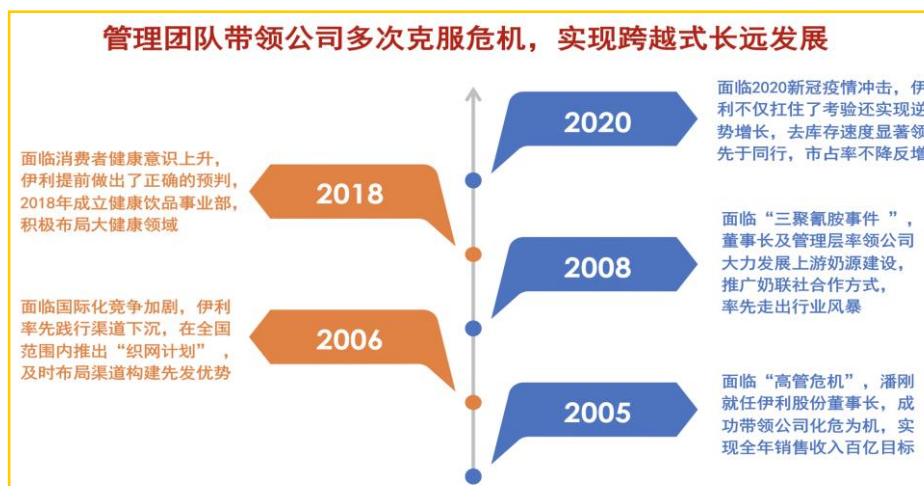 管理团队带领公司多次克服危机，实现跨越式长远发展
2020
面临2020新冠疫情冲击，伊
利不仅扛住了考验还实现逆
势增长，去库存速度显著领
先于同行，市占率不降反增
面临消费者健康意识上升，
伊利提前做出了正确的预判，
2018年成立健康饮品事业部，
积极布局大健康领域
2018
2008
面临“三聚氰胺事件 ”，
董事长及管理层率领公司
大力发展上游奶源建设，
推广奶联社合作方式，
率先走出行业风暴
面临国际化竞争加剧，伊利
率先践行渠道下沉，在全国
范围内推出“织网计划” ，
及时布局渠道构建先发优势
2006
2005
面临“高管危机”，潘刚
就任伊利股份董事长，成
功带领公司化危为机，实
现全年销售收入百亿目标